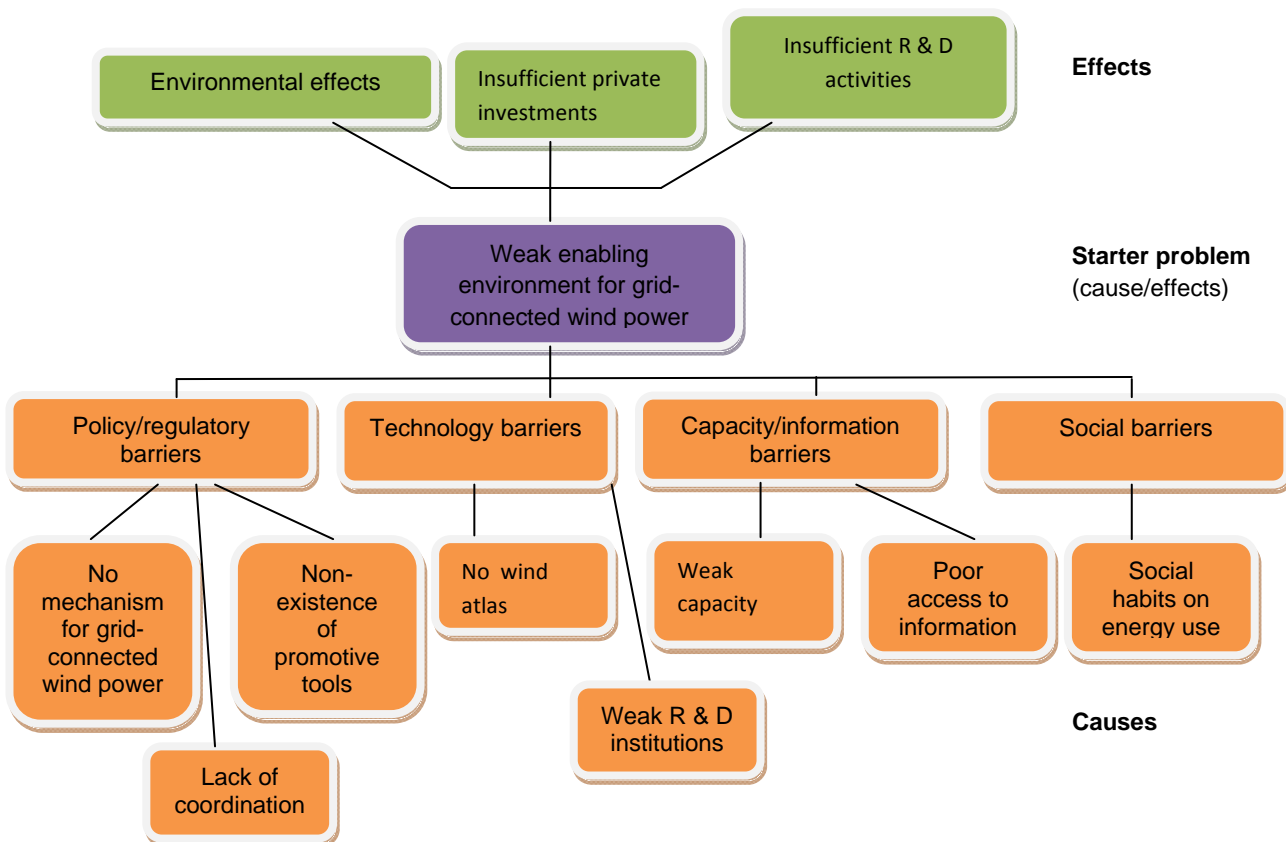 Environmental effects
Insufficient private
investments
Insufficient R & D
activities
Effects
Weak enabling
environment for grid-
connected wind power
Starter problem
(cause/effects)
Policy/regulatory
barriers
Technology barriers
Capacity/information
barriers
Social barriers
No
mechanism
for grid-
connected
wind power
Non-
existence
of
promotive
tools
No wind
atlas
Weak
capacity
Poor
access to
information
Social
habits on
energy use
Lack of
coordination
Weak R & D
institutions
Causes